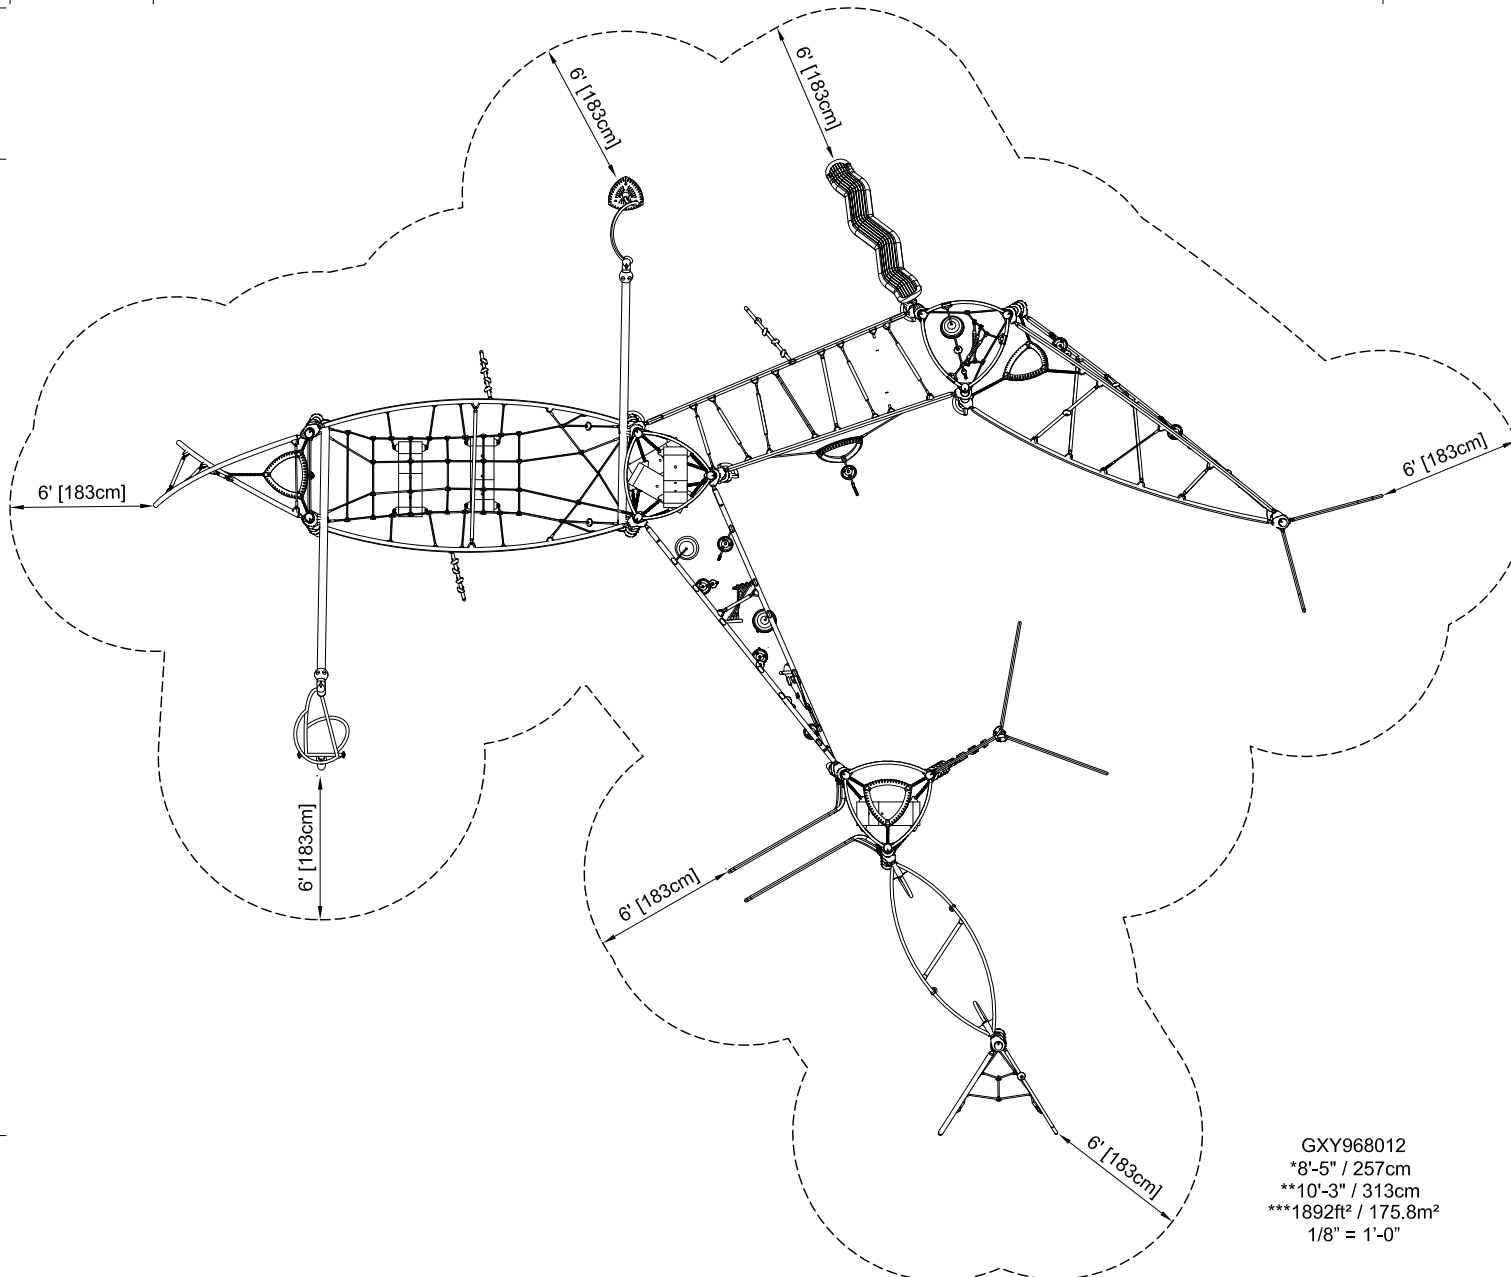 6' [183cm]
6' [183cm]
6' [183cm]
6' [183cm]
6' [183cm]
6' [183cm]
6' [183cm]
GXY968012
*8'-5" / 257cm
**10'-3" / 313cm
***1892ft² / 175.8m²
1/8” = 1’-0”